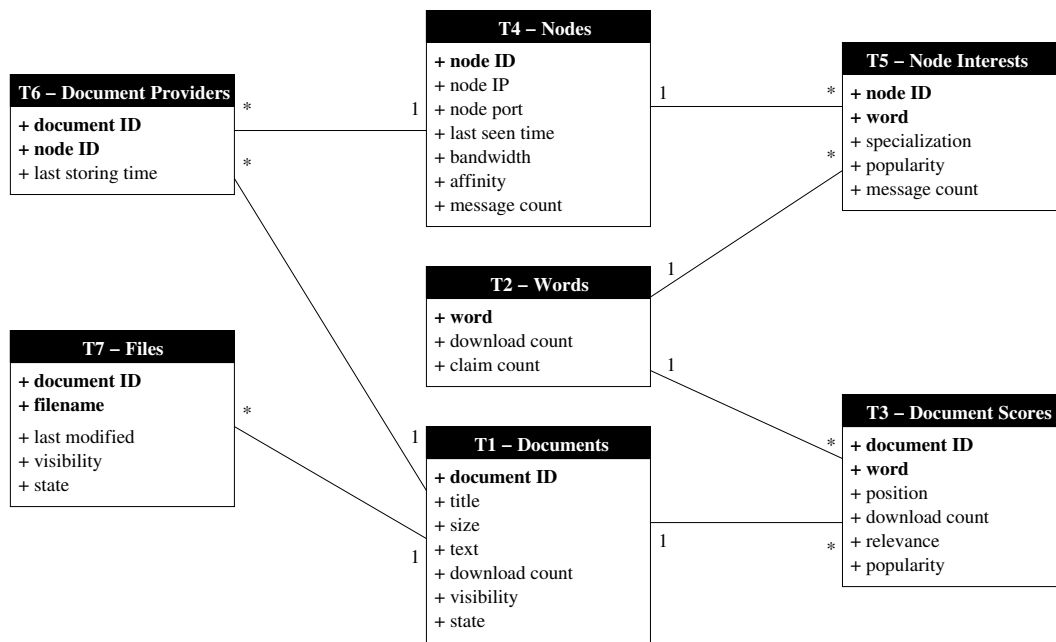 T4 – Nodes
+ node ID
+ node IP
+ node port
+ last seen time
+ bandwidth
+ affinity
+ message count
T5 – Node Interests
+ node ID
+ word
+ specialization
+ popularity
+ message count
T6 – Document Providers
+ document ID
+ node ID
+ last storing time
*
1
1
*
*
*
T2 – Words
+ word
+ download count
+ claim count
1
1
T7 – Files
+ document ID
+ filename
+ last modified
+ visibility
+ state
*
1
1
T1 – Documents
+ document ID
+ title
+ size
+ text
+ download count
+ visibility
+ state
T3 – Document Scores
+ document ID
+ word
+ position
+ download count
+ relevance
+ popularity
*
1
*